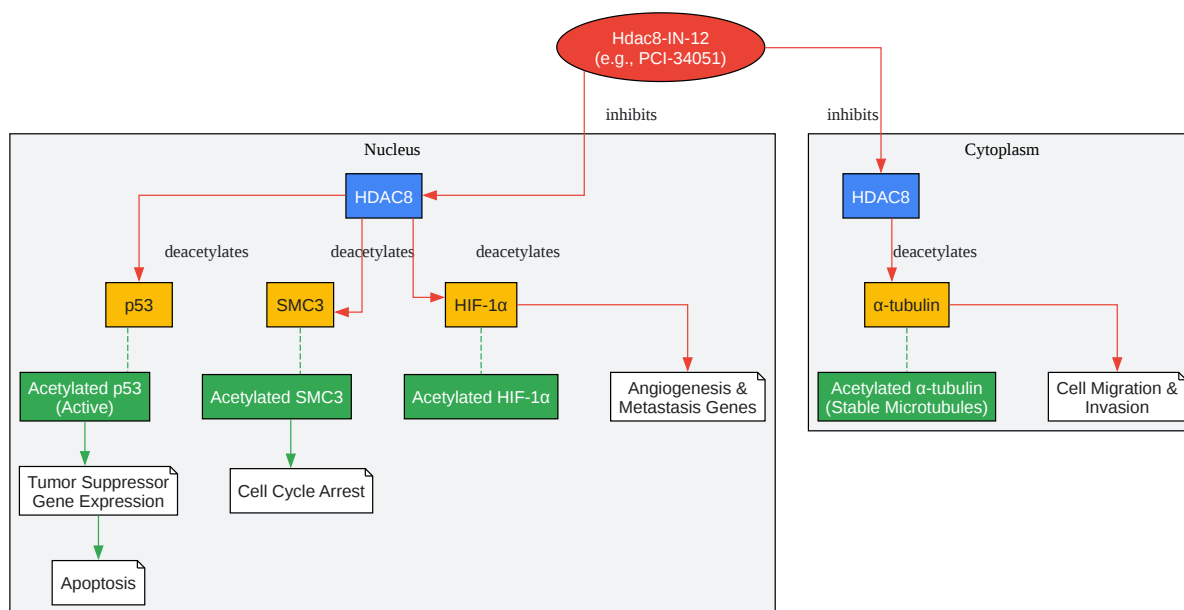 Hdac8-IN-12
(e.g., PCI-34051)
inhibits
inhibits
Nucleus
Cytoplasm
HDAC8
HDAC8
deacetylates
deacetylates
deacetylates
deacetylates
p53
SMC3
HIF-1α
α-tubulin
Acetylated p53
(Active)
Acetylated SMC3
Acetylated HIF-1α
Angiogenesis &
Metastasis Genes
Acetylated α-tubulin
(Stable Microtubules)
Cell Migration &
Invasion
Tumor Suppressor
Gene Expression
Cell Cycle Arrest
Apoptosis